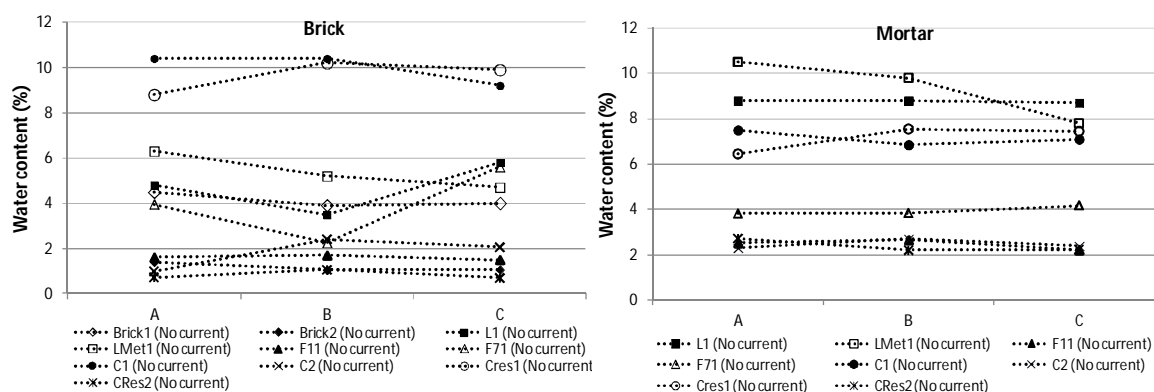 Brick
Water content (%)
12
10
8
6
4
2
0
A B C
Brick1 (No current) Brick2 (No current) L1 (No current)
LMet1 (No current) F11 (No current) F71 (No current)
C1 (No current) C2 (No current) Cres1 (No current
CRes2 (No current)
Mortar
Water content (%)
12
10
8
6
4
2
0
A B C
L1 (No current) LMet1 (No current) F11 (No current)
F71 (No current) C1 (No current) C2 (No current)
Cres1 (No current) CRes2 (No current)